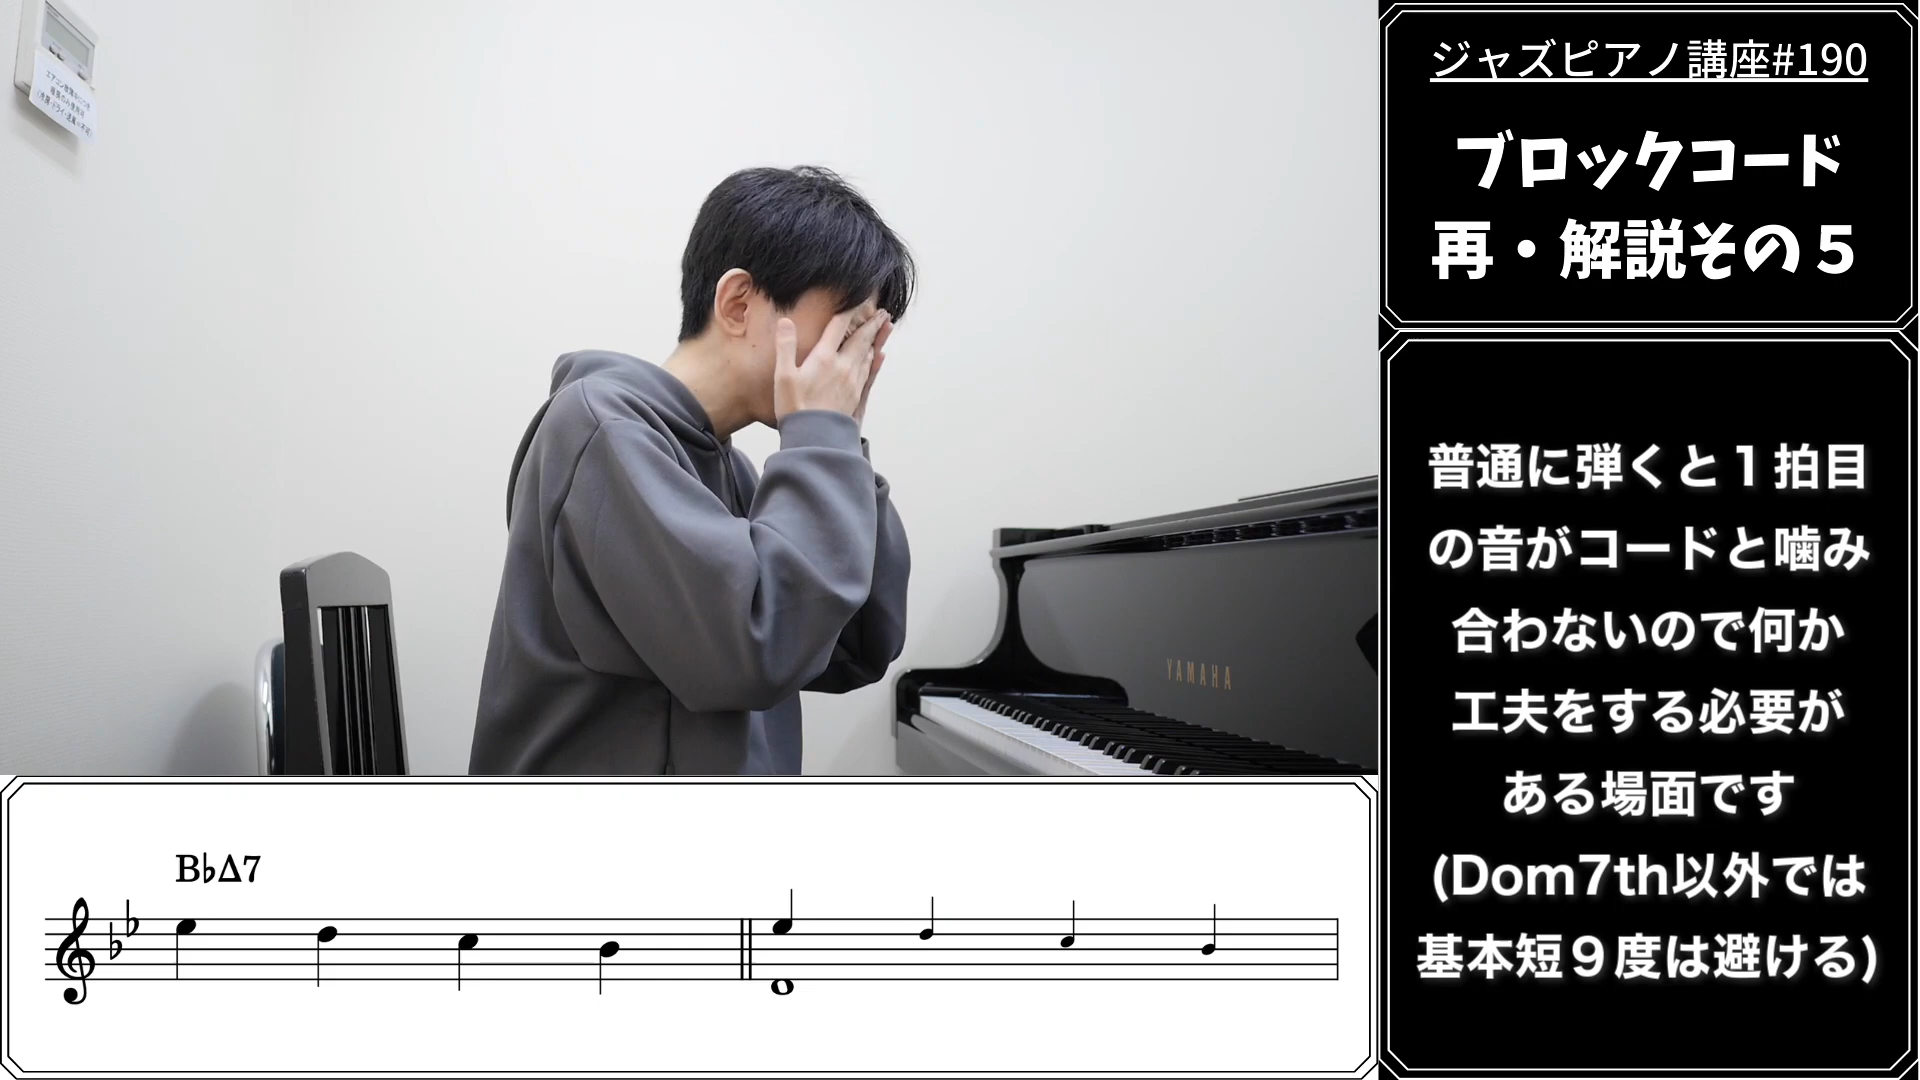 ジャズピアノ講座#190
ブロックコード
再・解説その５
普通に弾くと１拍目
の音がコードと噛み
合わないので何か
工夫をする必要が
ある場面です
(Dom7th以外では
基本短９度は避ける)
YAMAHA
B♭Δ7